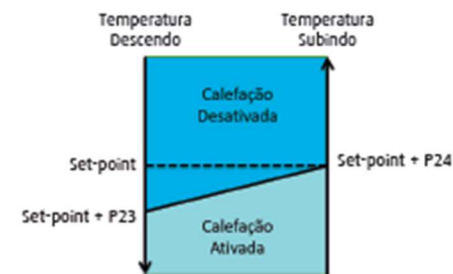 Temperatura
Descendo
Temperatura
Subindo
Calefação
Desativada
Set-point
Set-point + P24
Set-point + P23
Calefação
Ativada